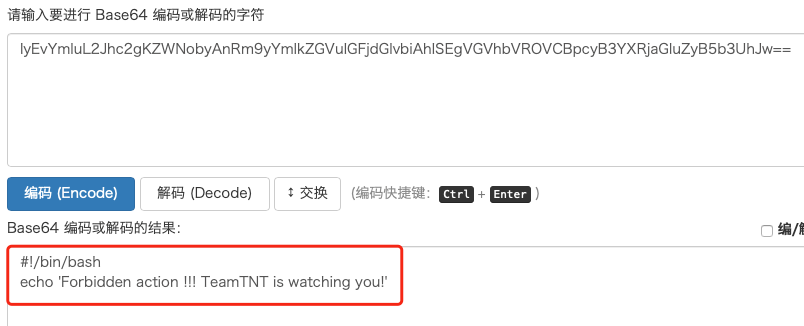 请输入要进行 Base64 编码或解码的字符
IyEvYmluL2Jhc2gKZWNobyAnRm9yYmlkZGVuIGFjdGlvbiAhISEgVGVhbVROVCBpcyB3YXRjaGluZyB5b3UhJw==
编码 (Encode) 解码 (Decode) ↕ 交换 (编码快捷键: Ctrl + Enter )
Base64 编码或解码的结果: 编/解
#!/bin/bash
echo 'Forbidden action !!! TeamTNT is watching you!'